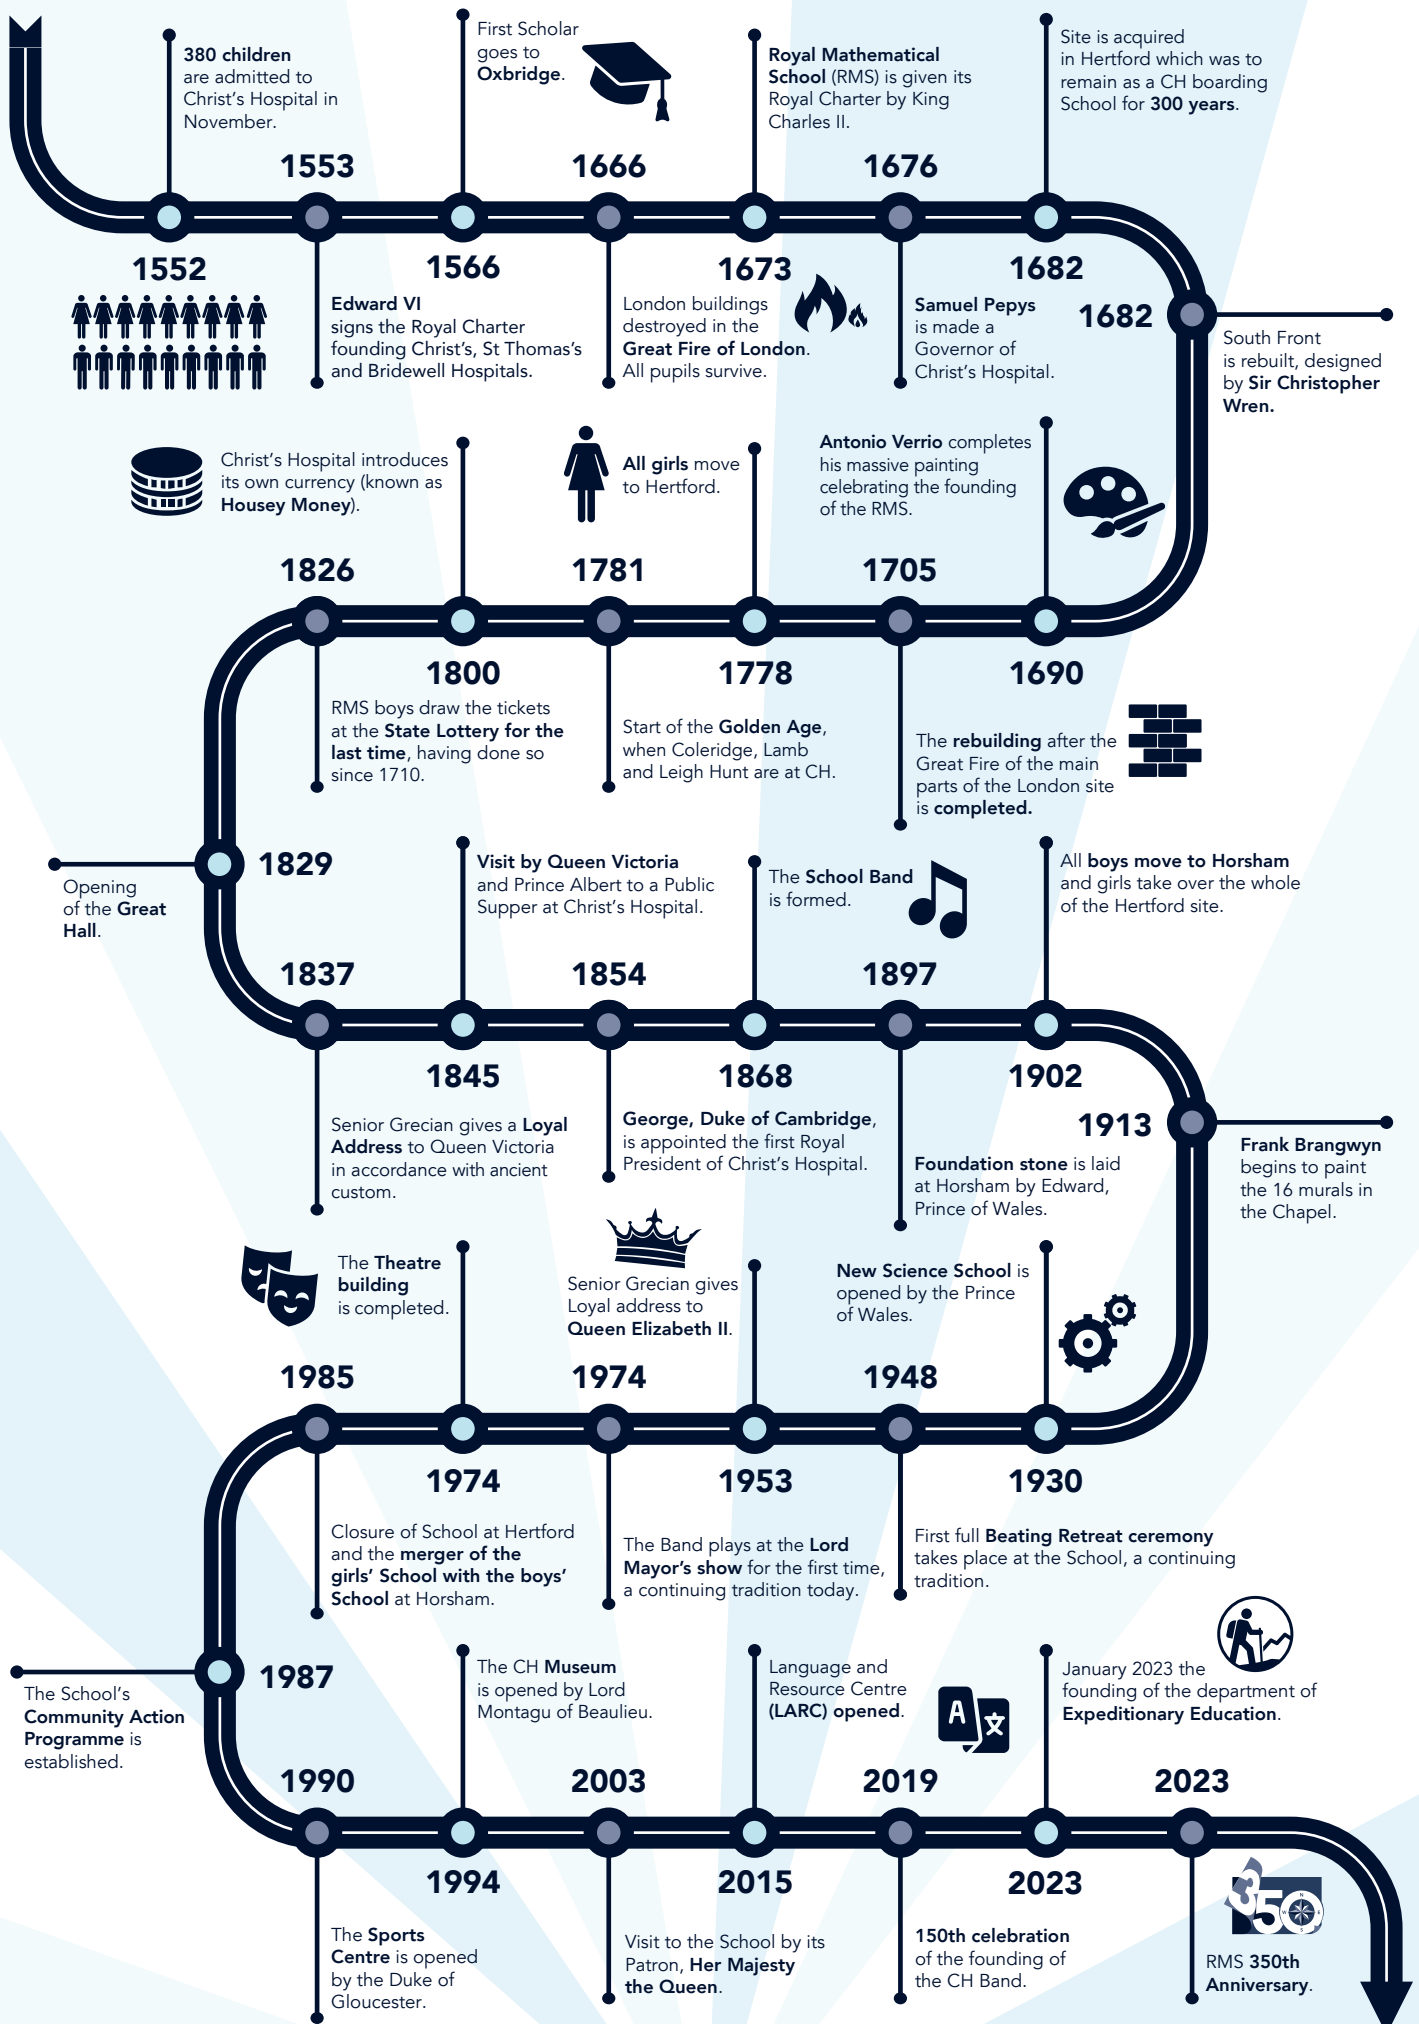 380 children
are admitted to
Christ's Hospital in
November.
1552
1553
Edward VI
signs the Royal Charter
founding Christ's, St Thomas's
and Bridewell Hospitals.
First Scholar
goes to
Oxbridge.
1566
1666
London buildings
destroyed in the
Great Fire of London.
All pupils survive.
Royal Mathematical
School (RMS) is given its
Royal Charter by King
Charles II.
1673
1676
Samuel Pepys
is made a
Governor of
Christ's Hospital.
Site is acquired
in Hertford which was to
remain as a CH boarding
School for 300 years.
1682
1682
South Front
is rebuilt, designed
by Sir Christopher
Wren.
Antonio Verrio completes
his massive painting
celebrating the founding
of the RMS.
1690
1705
The rebuilding after the
Great Fire of the main
parts of the London site
is completed.
All girls move
to Hertford.
1778
1781
Start of the Golden Age,
when Coleridge, Lamb
and Leigh Hunt are at CH.
Christ's Hospital introduces
its own currency (known as
Housey Money).
1800
1826
RMS boys draw the tickets
at the State Lottery for the
last time, having done so
since 1710.
1829
Opening
of the Great
Hall.
1837
Senior Grecian gives a Loyal
Address to Queen Victoria
in accordance with ancient
custom.
Visit by Queen Victoria
and Prince Albert to a Public
Supper at Christ's Hospital.
1845
1854
George, Duke of Cambridge,
is appointed the first Royal
President of Christ's Hospital.
The School Band
is formed.
1868
1897
Foundation stone is laid
at Horsham by Edward,
Prince of Wales.
All boys move to Horsham
and girls take over the whole
of the Hertford site.
1902
1913
Frank Brangwyn
begins to paint
the 16 murals in
the Chapel.
New Science School is
opened by the Prince
of Wales.
1930
1948
First full Beating Retreat ceremony
takes place at the School, a continuing
tradition.
Senior Grecian gives
Loyal address to
Queen Elizabeth II.
1953
1974
The Band plays at the Lord
Mayor's show for the first time,
a continuing tradition today.
The Theatre
building
is completed.
1974
1985
Closure of School at Hertford
and the merger of the
girls' School with the boys'
School at Horsham.
1987
The School's
Community Action
Programme is
established.
1990
The Sports
Centre is opened
by the Duke of
Gloucester.
The CH Museum
is opened by Lord
Montagu of Beaulieu.
1994
2003
Visit to the School by its
Patron, Her Majesty
the Queen.
Language and
Resource Centre
(LARC) opened.
A 文
2015
2019
150th celebration
of the founding of
the CH Band.
January 2023 the
founding of the department of
Expeditionary Education.
2023
2023
350
N
W E
S
RMS 350th
Anniversary.